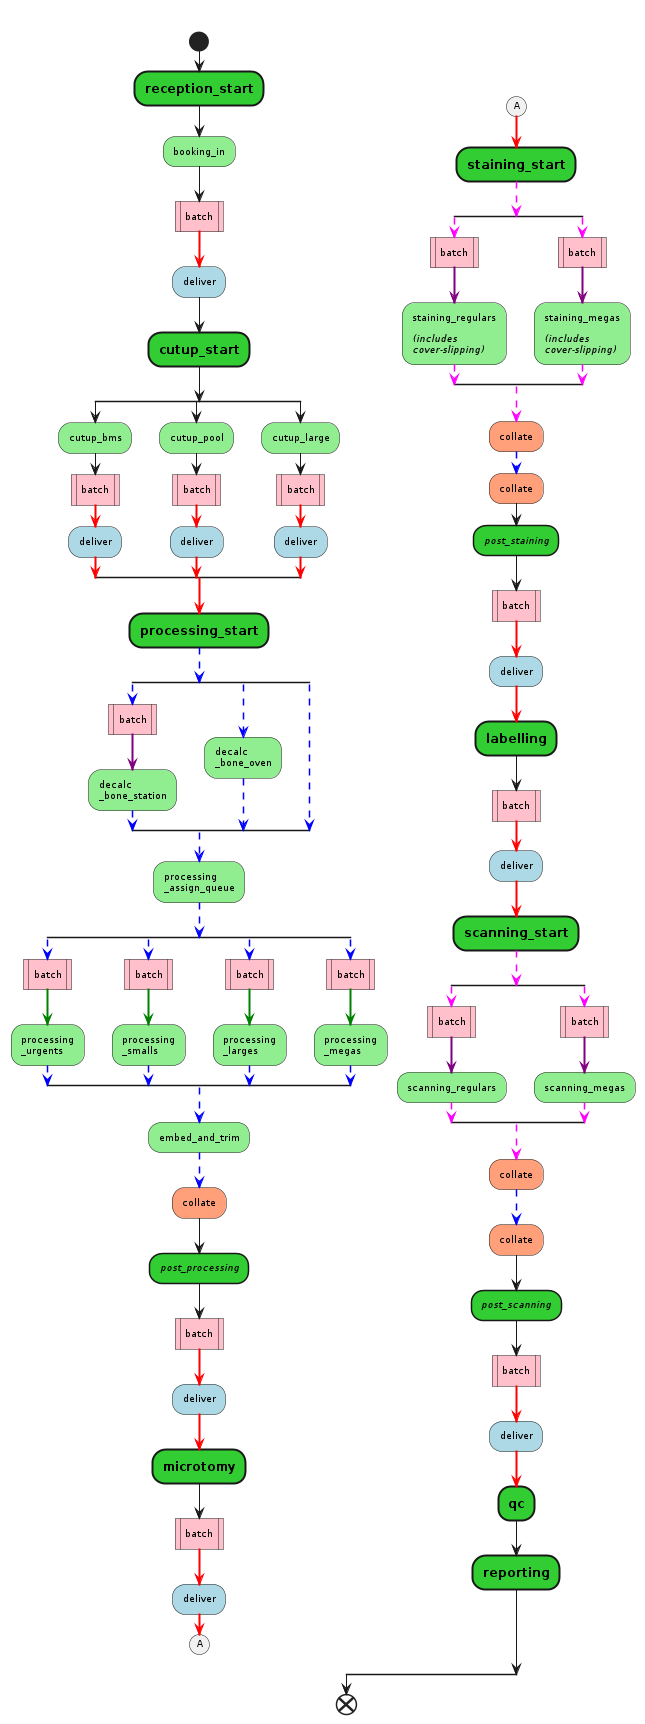 reception_start
booking_in
batch
deliver
cutup_start
cutup_bms
cutup_pool
cutup_large
batch
batch
batch
deliver
deliver
deliver
processing_start
batch
decalc
_bone_station
decalc
_bone_oven
processing
_assign_queue
batch
batch
batch
batch
processing
_urgents
processing
_smalls
processing
_larges
processing
_megas
embed_and_trim
collate
post_processing
batch
deliver
microtomy
batch
deliver
A
A
staining_start
batch
batch
staining_regulars
(includes
cover-slipping)
staining_megas
(includes
cover-slipping)
collate
collate
post_staining
batch
deliver
labelling
batch
deliver
scanning_start
batch
batch
scanning_regulars
scanning_megas
collate
collate
post_scanning
batch
deliver
qc
reporting